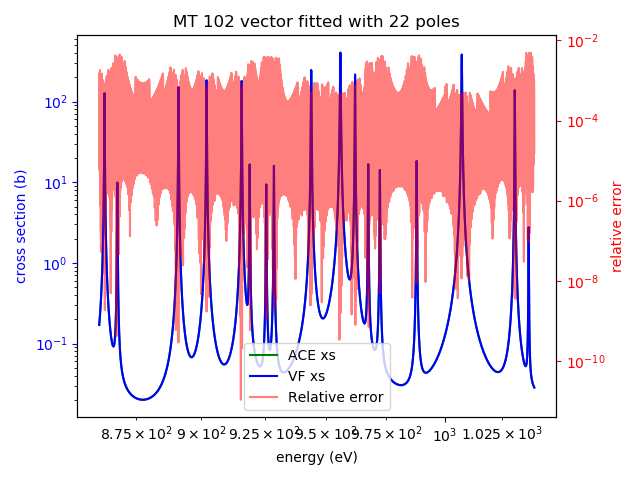 MT 102 vector fitted with 22 poles
cross section (b)
10²
10¹
10⁰
10⁻¹
10⁻²
10⁻⁴
10⁻⁶
10⁻⁸
10⁻¹⁰
relative error
ACE xs
VF xs
Relative error
8.75 × 10² 9 × 10² 9.25 × 10² 9.5 × 10² 9.75 × 10² 10³ 1.025 × 10³
energy (eV)